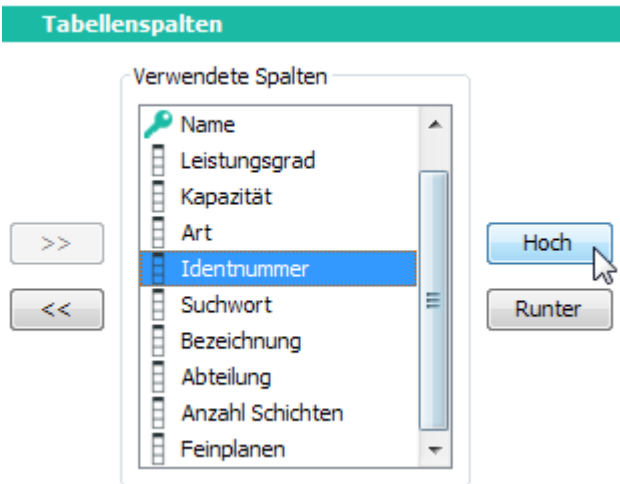 Tabellenspalten
Verwendete Spalten
Name
Leistungsgrad
Kapazität
Art
Identnummer
Suchwort
Bezeichnung
Abteilung
Anzahl Schichten
Feinplanen
>>
<<
Hoch
Runter